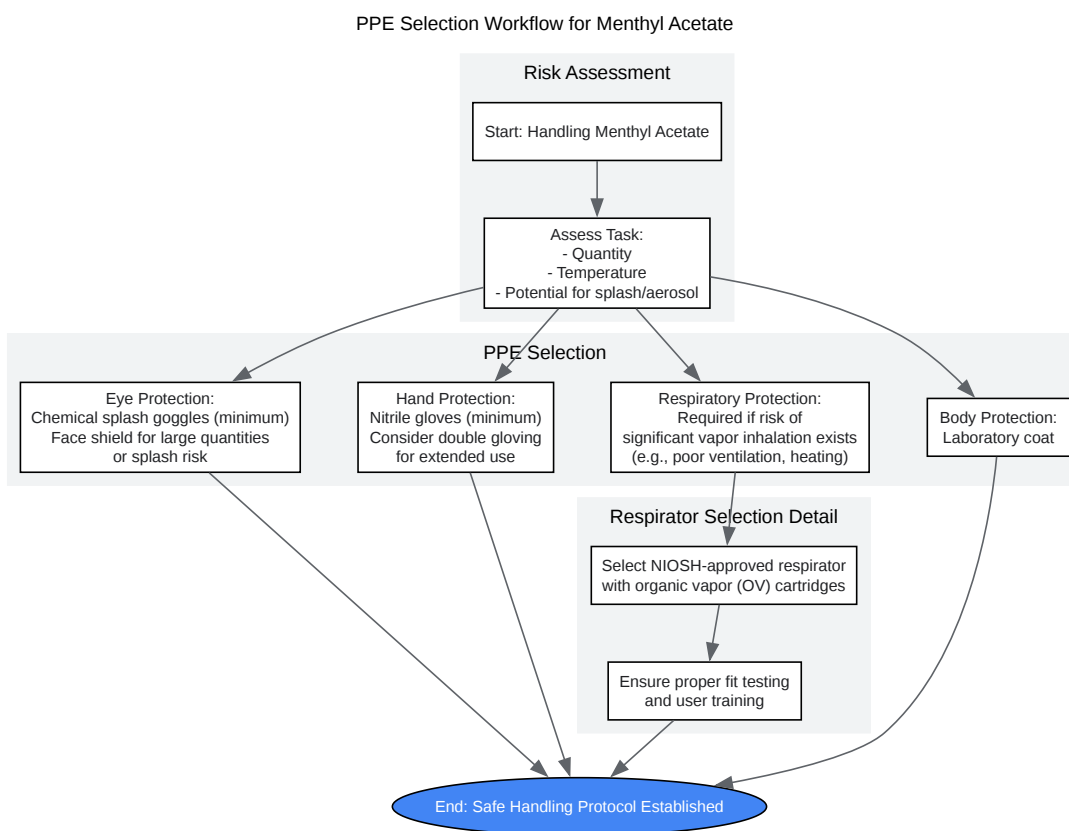 PPE Selection Workflow for Menthyl Acetate
Risk Assessment
Start: Handling Menthyl Acetate
Assess Task:
- Quantity
- Temperature
- Potential for splash/aerosol
PPE Selection
Eye Protection:
Chemical splash goggles (minimum)
Face shield for large quantities
or splash risk
Hand Protection:
Nitrile gloves (minimum)
Consider double gloving
for extended use
Respiratory Protection:
Required if risk of
significant vapor inhalation exists
(e.g., poor ventilation, heating)
Body Protection:
Laboratory coat
Respirator Selection Detail
Select NIOSH-approved respirator
with organic vapor (OV) cartridges
Ensure proper fit testing
and user training
End: Safe Handling Protocol Established